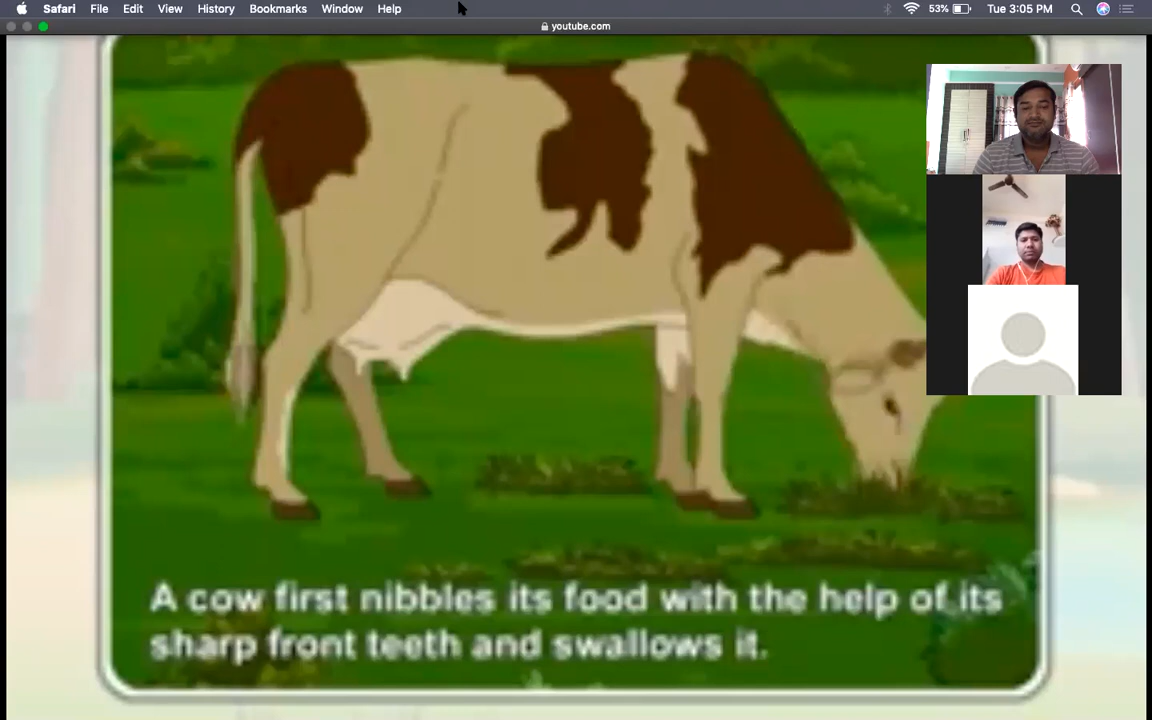 Safari File Edit View History Bookmarks Window Help 53% Tue 3:05 PM
youtube.com
A cow first nibbles its food with the help of its
sharp front teeth and swallows it.